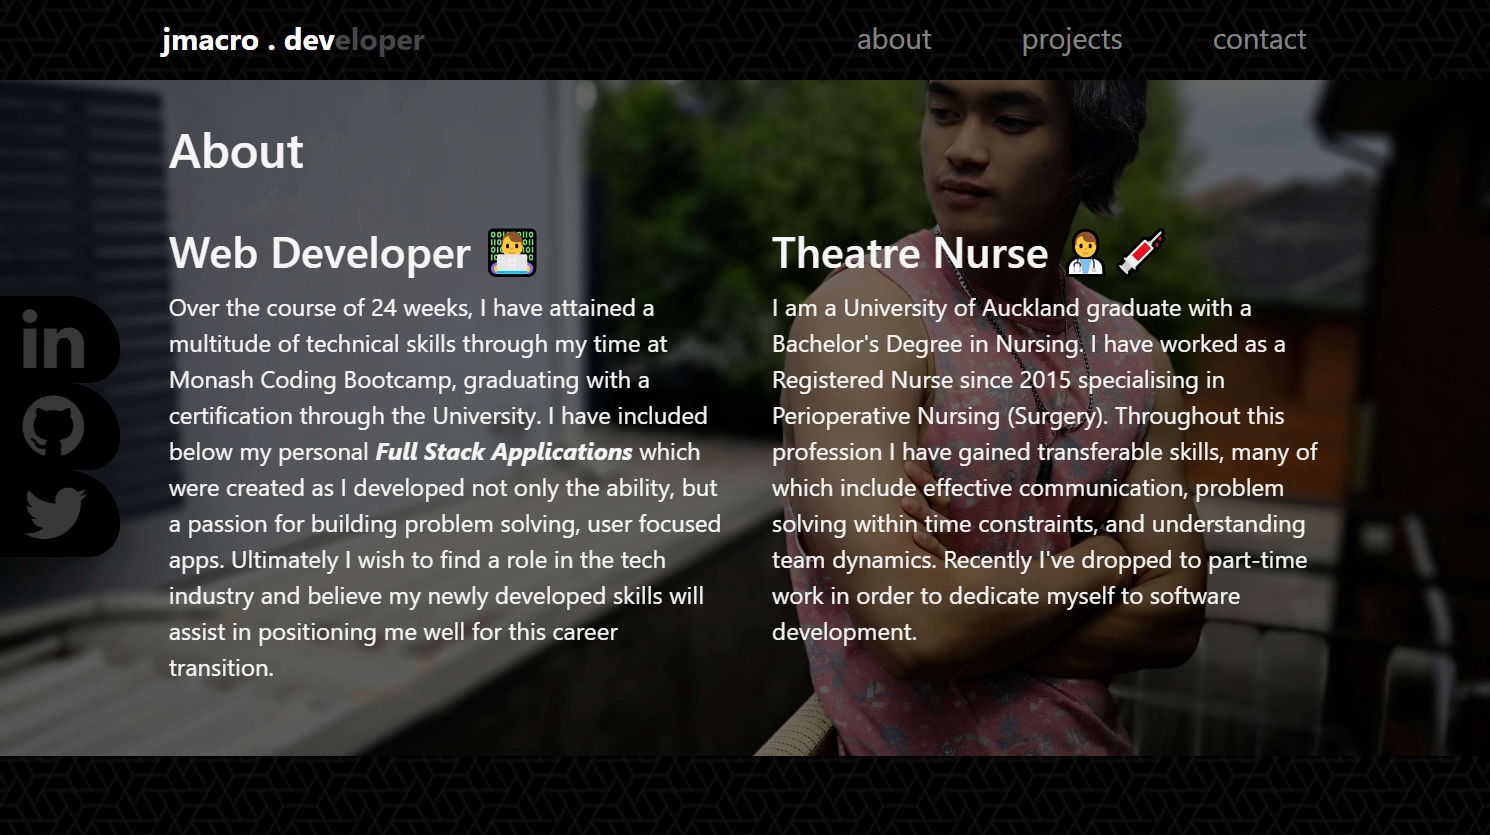 jmacro . developer
about projects contact
About
Web Developer
Over the course of 24 weeks, I have attained a
multitude of technical skills through my time at
Monash Coding Bootcamp, graduating with a
certification through the University. I have included
below my personal Full Stack Applications which
were created as I developed not only the ability, but
a passion for building problem solving, user focused
apps. Ultimately I wish to find a role in the tech
industry and believe my newly developed skills will
assist in positioning me well for this career
transition.
Theatre Nurse
I am a University of Auckland graduate with a
Bachelor's Degree in Nursing. I have worked as a
Registered Nurse since 2015 specialising in
Perioperative Nursing (Surgery). Throughout this
profession I have gained transferable skills, many of
which include effective communication, problem
solving within time constraints, and understanding
team dynamics. Recently I've dropped to part-time
work in order to dedicate myself to software
development.
in